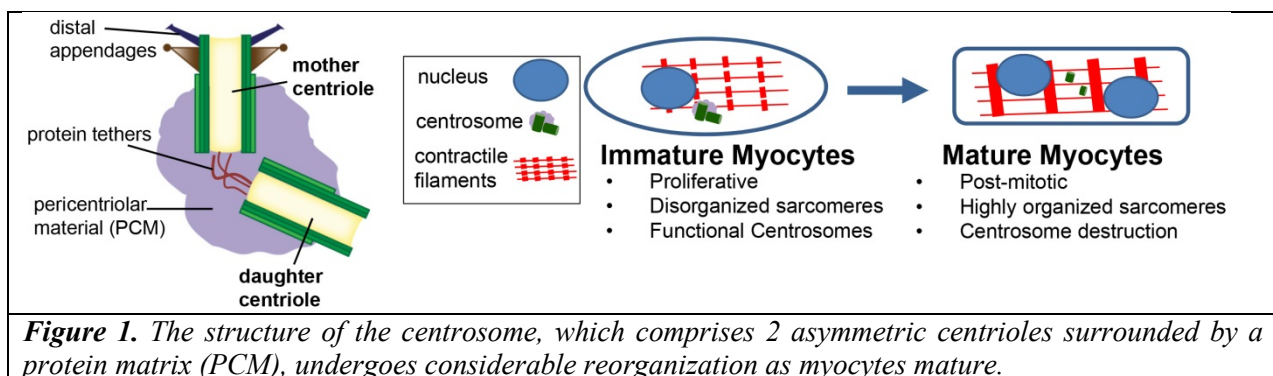 distal
appendages
mother
centriole
protein tethers
pericentriolar
material (PCM)
daughter
centriole
nucleus
centrosome
contractile
filaments
Immature Myocytes
• Proliferative
• Disorganized sarcomeres
• Functional Centrosomes
Mature Myocytes
• Post-mitotic
• Highly organized sarcomeres
• Centrosome destruction
Figure 1. The structure of the centrosome, which comprises 2 asymmetric centrioles surrounded by a
protein matrix (PCM), undergoes considerable reorganization as myocytes mature.